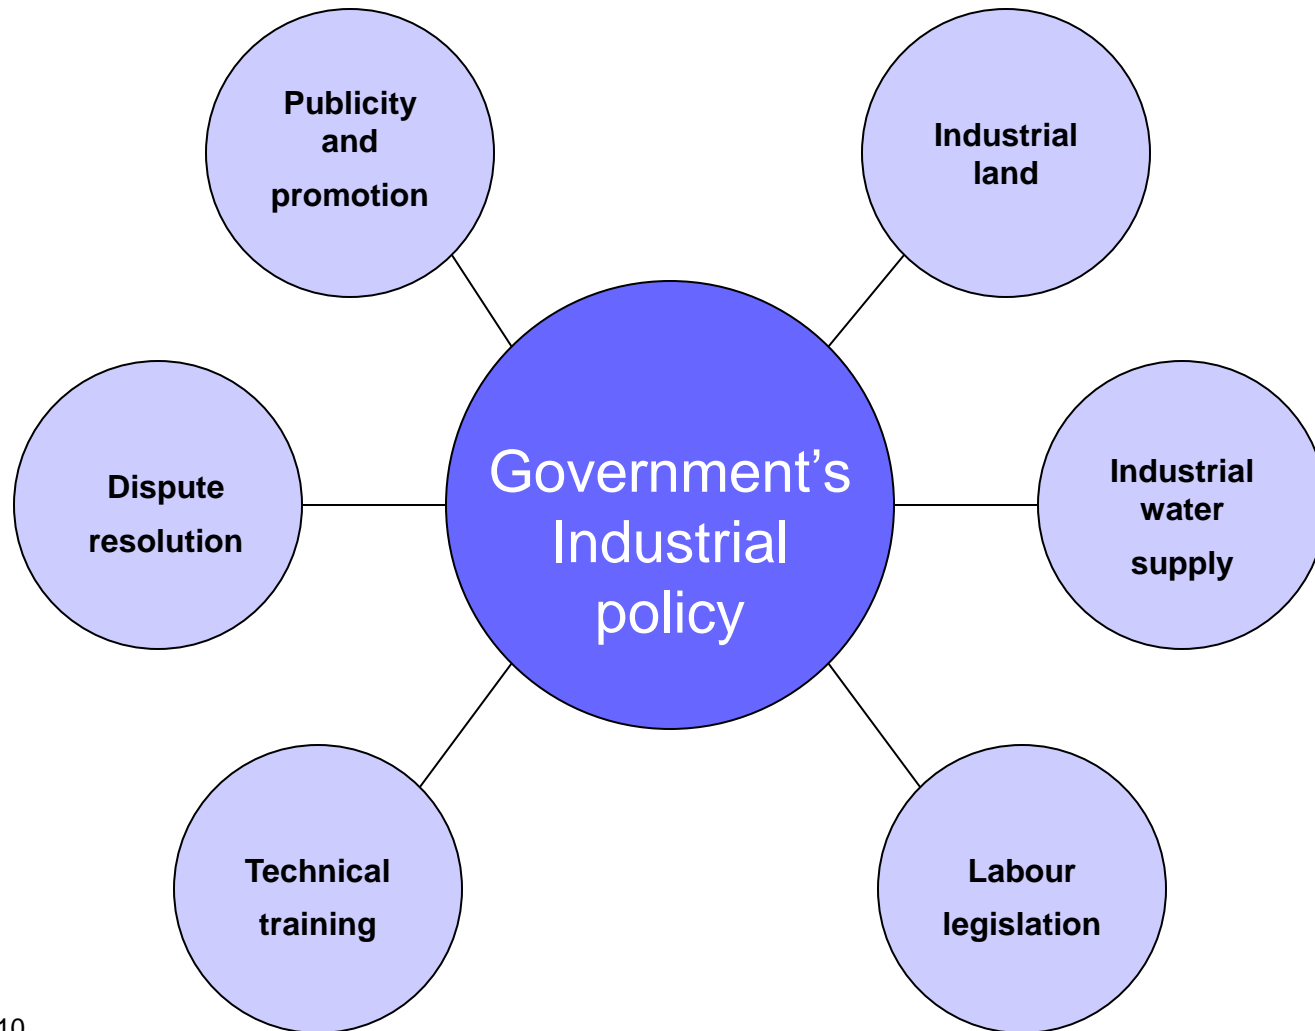 Publicity
and
promotion
Industrial
land
Government’s
Industrial
policy
Dispute
resolution
Industrial
water
supply
Technical
training
Labour
legislation
10